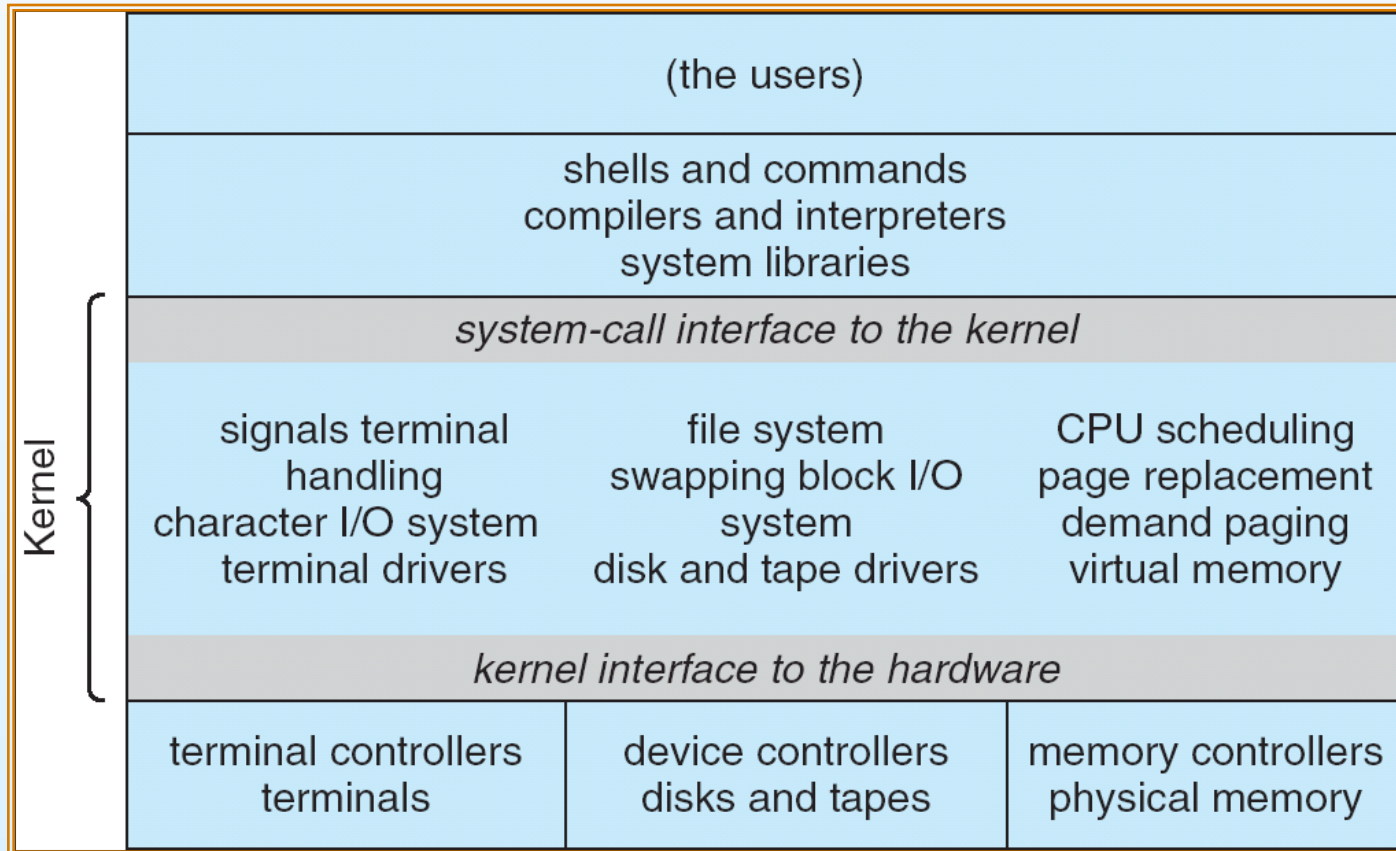 (the users)
shells and commands
compilers and interpreters
system libraries
system-call interface to the kernel
Kernel
signals terminal
handling
character I/O system
terminal drivers
file system
swapping block I/O
system
disk and tape drivers
CPU scheduling
page replacement
demand paging
virtual memory
kernel interface to the hardware
terminal controllers
terminals
device controllers
disks and tapes
memory controllers
physical memory